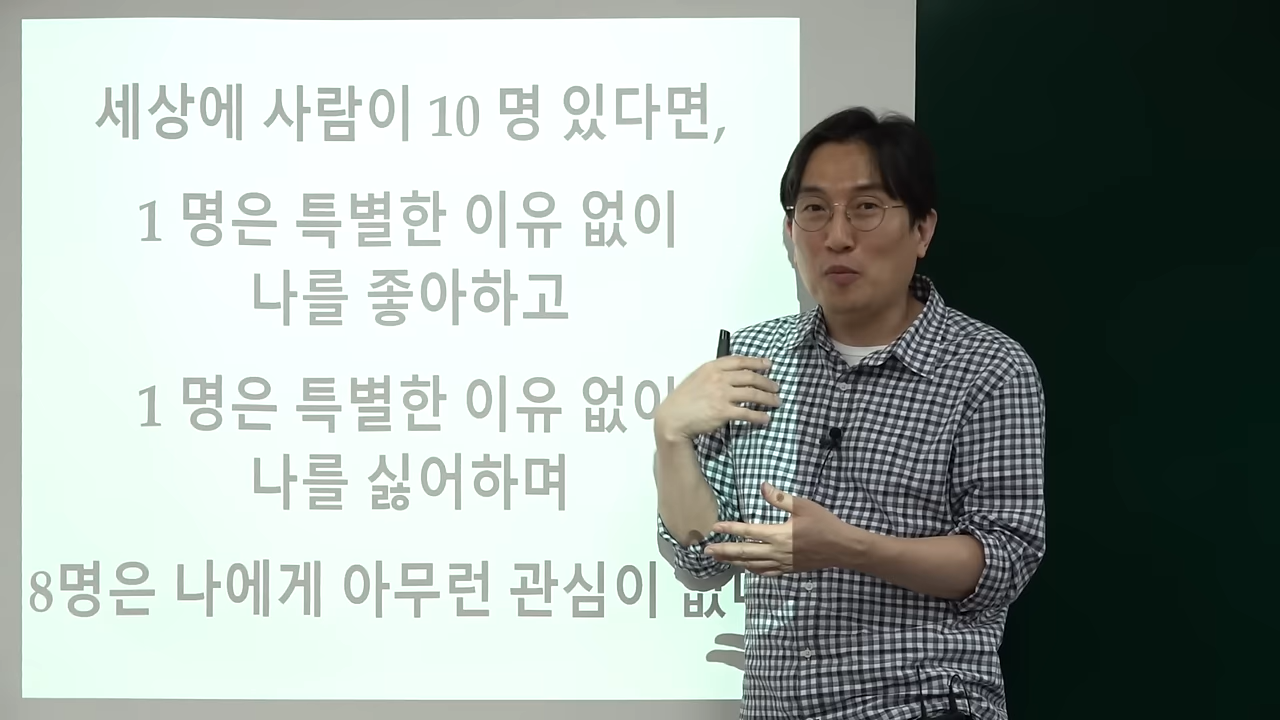 세상에 사람이 10 명 있다면,
1 명은 특별한 이유 없이
나를 좋아하고
1 명은 특별한 이유 없이
나를 싫어하며
8명은 나에게 아무런 관심이